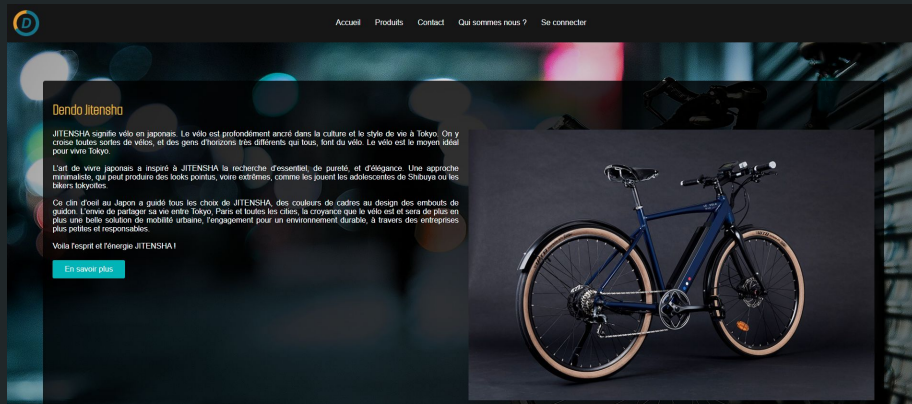 D
Accueil Produits Contact Qui sommes nous ? Se connecter
Dendo Jitensha
JITENSHA signifie vélo en japonais. Le vélo est profondément ancré dans la culture et le style de vie à Tokyo. On y
croise toutes sortes de vélos, et des gens d'horizons très différents qui tous, font du vélo. Le vélo est le moyen idéal
pour vivre Tokyo.
L'art de vivre japonais a inspiré à JITENSHA la recherche d'essentiel, de pureté, et d'élégance. Une approche
minimaliste, qui peut produire des looks pointus, voire extrêmes, comme les jouent les adolescentes de Shibuya ou les
bikers tokyoïtes.
Ce clin d'oeil au Japon a guidé tous les choix de JITENSHA, des couleurs de cadres au design des embouts de
guidon. L'envie de partager sa vie entre Tokyo, Paris et toutes les cities, la croyance que le vélo est et sera de plus en
plus une belle solution de mobilité urbaine, l'engagement pour un environnement durable, à travers des entreprises
plus petites et responsables.
Voila l'esprit et l'énergie JITENSHA !
En savoir plus